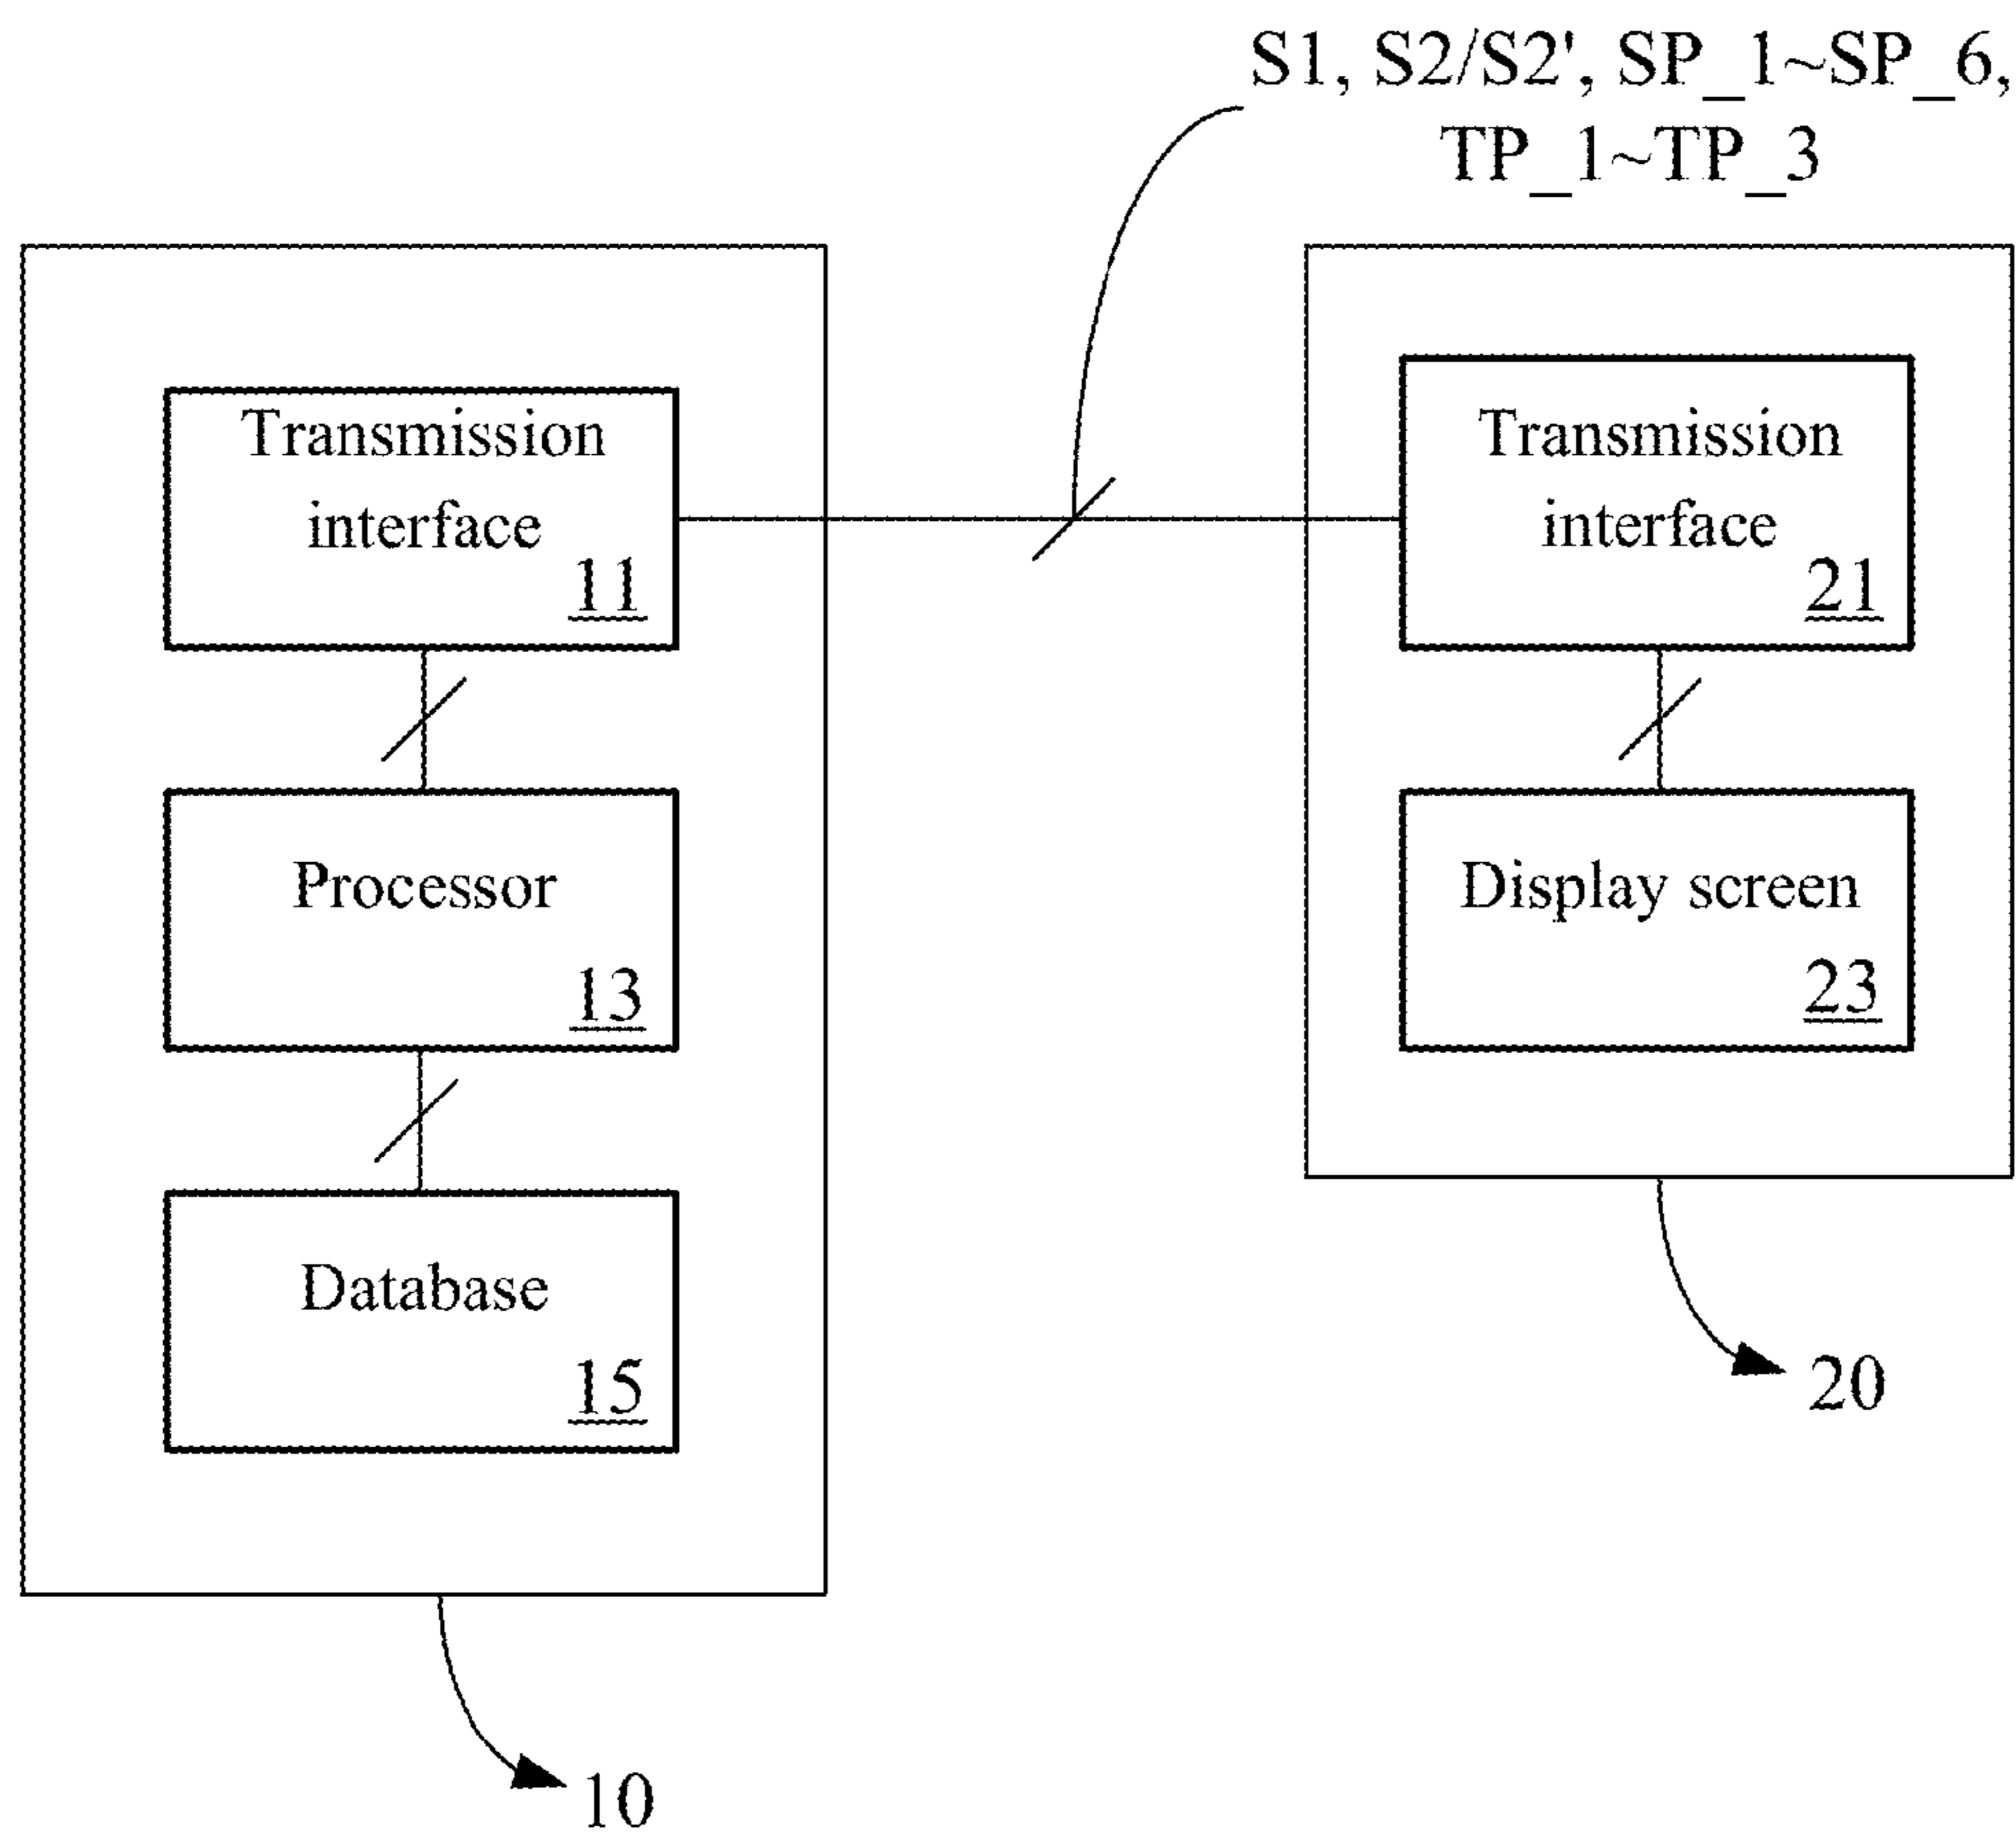 S1, S2/S2', SP_1~SP_6,
TP_1~TP_3
Transmission
interface
11
Processor
13
Database
15
10
Transmission
interface
21
Display screen
23
20